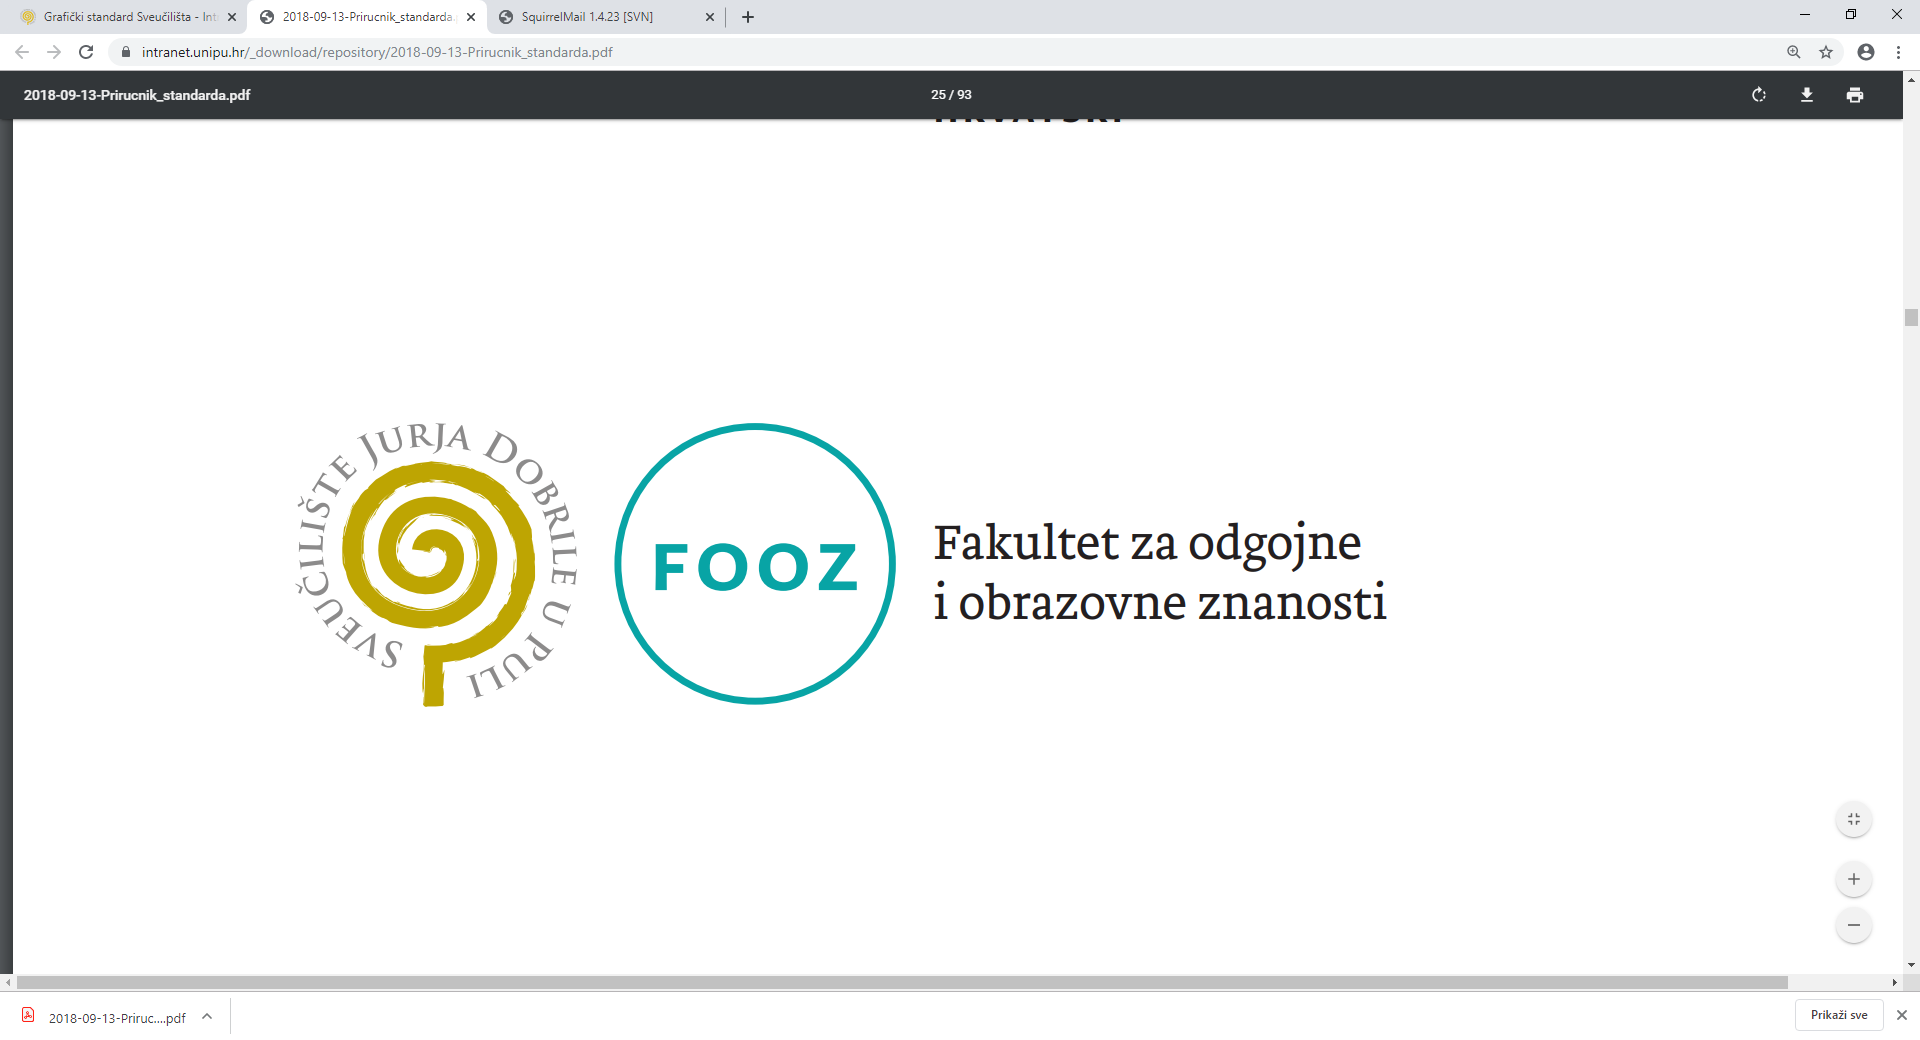 Grafički standard Sveučilišta - Int
2018-09-13-Prirucnik_standarda.
SquirrelMail 1.4.23 [SVN]
intranet.unipu.hr/_download/repository/2018-09-13-Prirucnik_standarda.pdf
2018-09-13-Prirucnik_standarda.pdf
25 / 93
HRVATSKI
SVEUČILIŠTE JURJA DOBRILE U PULI
FOOZ
Fakultet za odgojne
i obrazovne znanosti
2018-09-13-Priruc....pdf
Prikaži sve